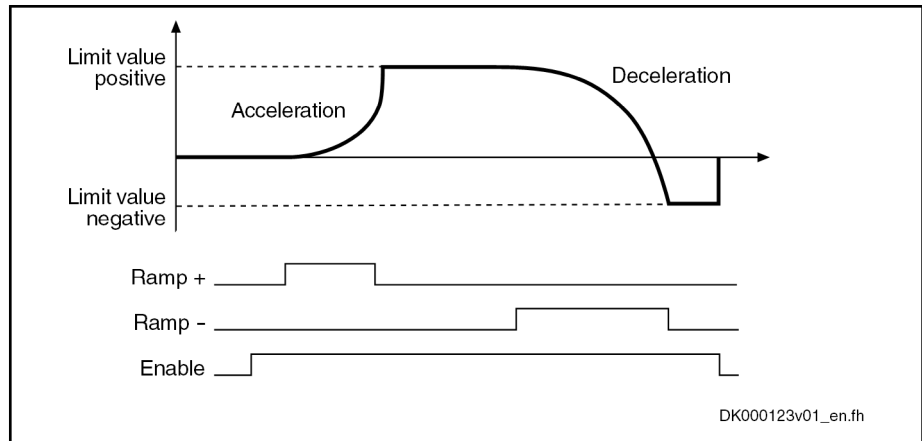 Limit value
positive
Acceleration
Deceleration
Limit value
negative
Ramp +
Ramp –
Enable
DK000123v01_en.fh